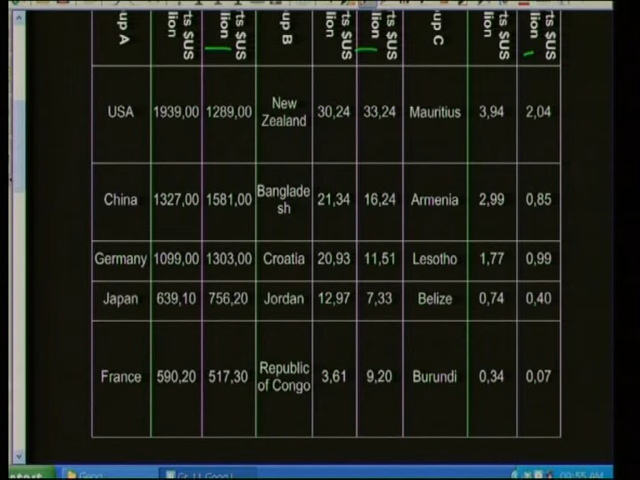 up A ts $US lion ts $US lion up B ts $US lion ts $US lion up C ts $US lion ts $US lion
USA 1939,00 1289,00 New Zealand 30,24 33,24 Mauritius 3,94 2,04
China 1327,00 1581,00 Banglade sh 21,34 16,24 Armenia 2,99 0,85
Germany 1099,00 1303,00 Croatia 20,93 11,51 Lesotho 1,77 0,99
Japan 639,10 756,20 Jordan 12,97 7,33 Belize 0,74 0,40
France 590,20 517,30 Republic of Congo 3,61 9,20 Burundi 0,34 0,07